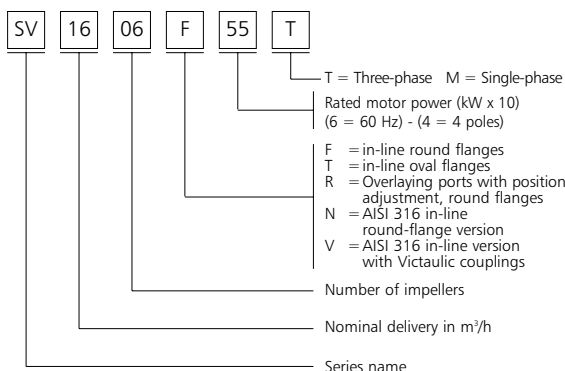 SV 16 06 F 55 T
T = Three-phase M = Single-phase
Rated motor power (kW x 10)
(6 = 60 Hz) - (4 = 4 poles)
F = in-line round flanges
T = in-line oval flanges
R = Overlaying ports with position
adjustment, round flanges
N = AISI 316 in-line
round-flange version
V = AISI 316 in-line version
with Victaulic couplings
Number of impellers
Nominal delivery in m³/h
Series name